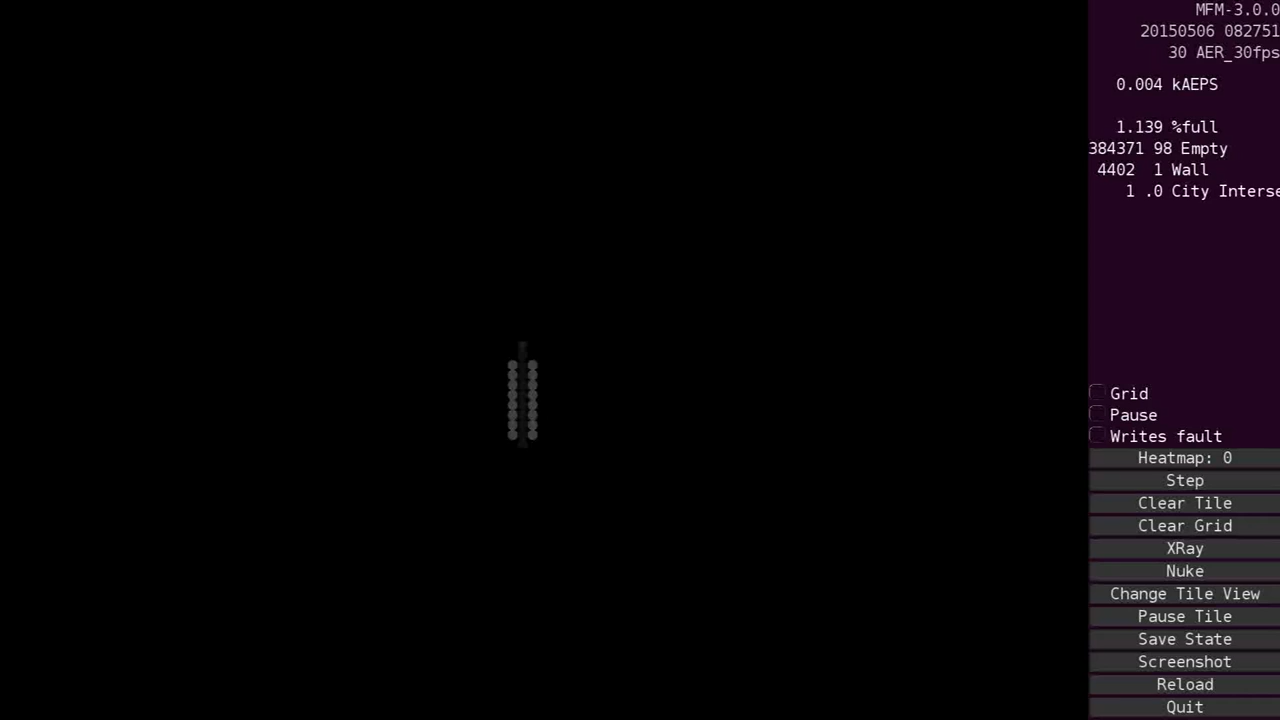 MFM-3.0.0
20150506 082751
30 AER_30fps
0.004 kAEPS
1.139 %full
384371 98 Empty
4402 1 Wall
1 .0 City Interse
Grid
Pause
Writes fault
Heatmap: 0
Step
Clear Tile
Clear Grid
XRay
Nuke
Change Tile View
Pause Tile
Save State
Screenshot
Reload
Quit